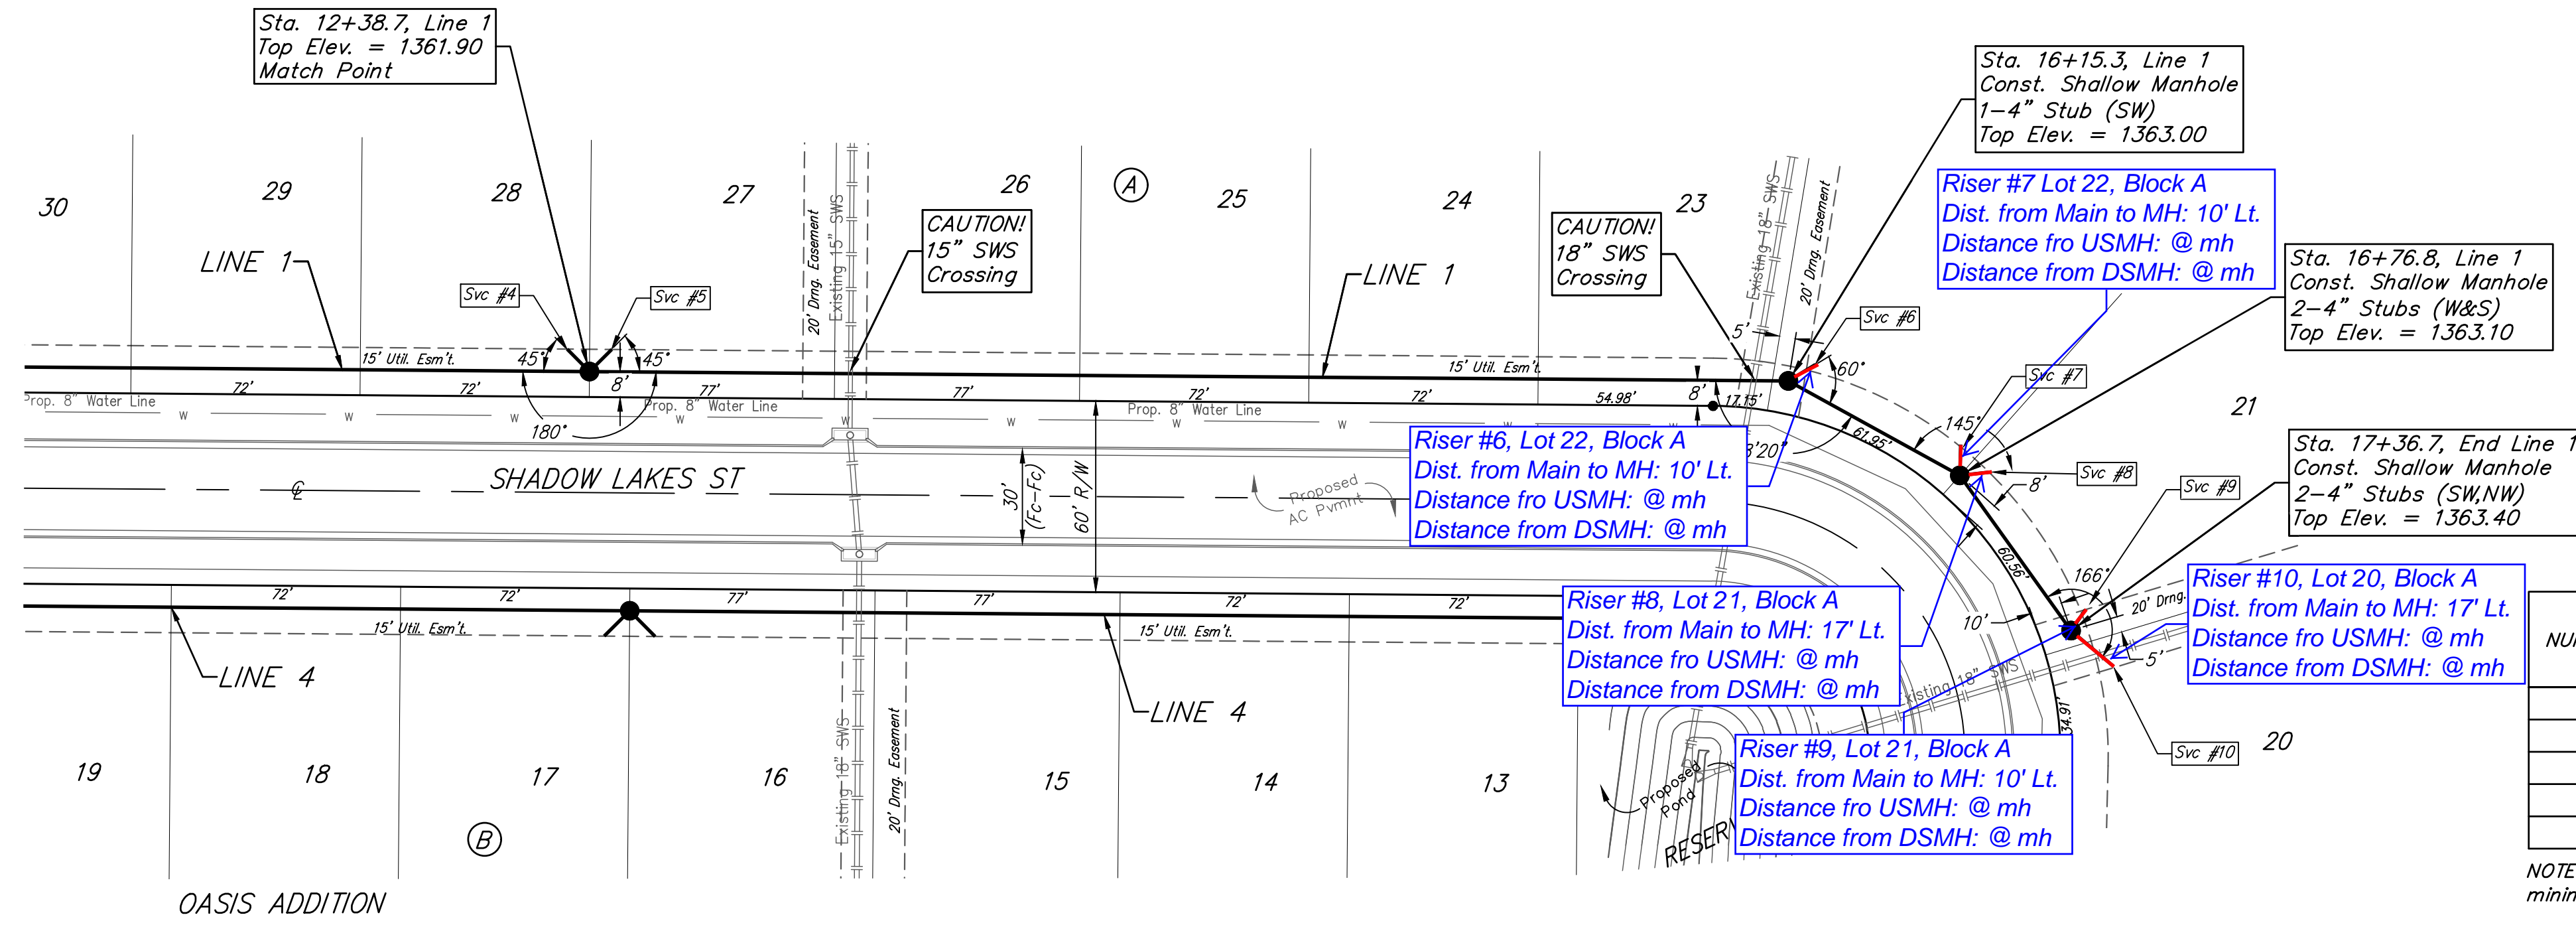 Sta. 12+38.7, Line 1
Top Elev. = 1361.90
Match Point
Sta. 16+15.3, Line 1
Const. Shallow Manhole
1-4" Stub (SW)
Top Elev. = 1363.00
Riser #7 Lot 22, Block A
Dist. from Main to MH: 10' Lt.
Distance fro USMH: @ mh
Distance from DSMH: @ mh
Sta. 16+76.8, Line 1
Const. Shallow Manhole
2-4" Stubs (W&S)
Top Elev. = 1363.10
Sta. 17+36.7, End Line 1
Const. Shallow Manhole
2-4" Stubs (SW,NW)
Top Elev. = 1363.40
30
29
28
27
26
A
25
24
23
21
20
LINE 1
Svc #4
Svc #5
20' Drng. Easement
Existing 15" SWS
CAUTION!
15" SWS
Crossing
LINE 1
CAUTION!
18" SWS
Crossing
Existing 18" SWS
20' Drng. Easement
5'
Svc #6
60°
Svc #7
145°
Svc #8
8'
Svc #9
166°
15' Util. Esm't.
45°
45°
8'
15' Util. Esm't.
8'
72'
72'
77'
77'
72'
72'
54.98'
17.15'
61.95'
60.56'
34.91'
Prop. 8" Water Line
Prop. 8" Water Line
Prop. 8" Water Line
W
W
W
W
W
W
W
W
W
180°
3'20"
SHADOW LAKES ST
30'
(Fc-Fc)
60' R/W
Proposed
AC Pvmnt
Riser #6, Lot 22, Block A
Dist. from Main to MH: 10' Lt.
Distance fro USMH: @ mh
Distance from DSMH: @ mh
Riser #8, Lot 21, Block A
Dist. from Main to MH: 17' Lt.
Distance fro USMH: @ mh
Distance from DSMH: @ mh
Riser #10, Lot 20, Block A
Dist. from Main to MH: 17' Lt.
Distance fro USMH: @ mh
Distance from DSMH: @ mh
Riser #9, Lot 21, Block A
Dist. from Main to MH: 10' Lt.
Distance fro USMH: @ mh
Distance from DSMH: @ mh
20' Drng.
10'
5'
xisting 18" SWS
Svc #10
72'
72'
77'
77'
72'
72'
15' Util. Esm't.
15' Util. Esm't.
LINE 4
LINE 4
Existing 18" SWS
20' Drng. Easement
19
18
17
16
15
14
13
B
Proposed
Pond
RESER
OASIS ADDITION
NU
NOTE
minin